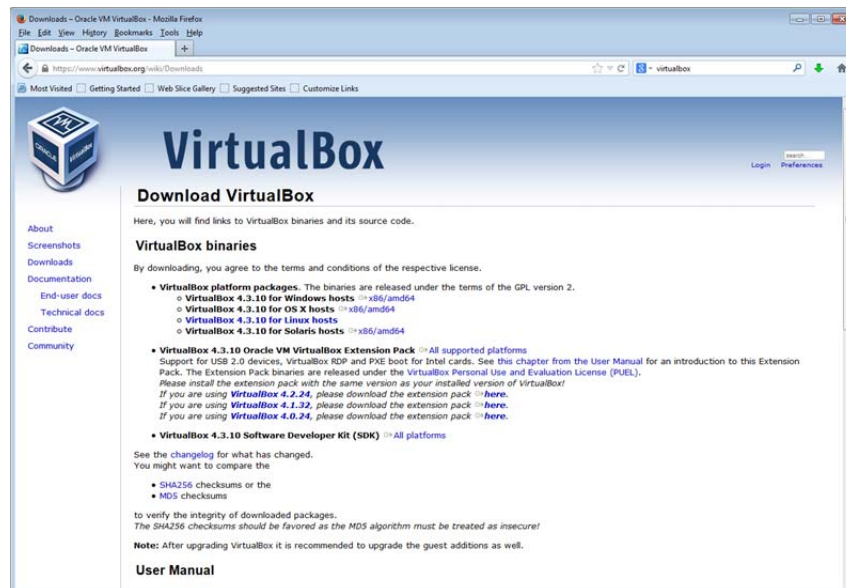 Downloads – Oracle VM VirtualBox - Mozilla Firefox
File Edit View History Bookmarks Tools Help
Downloads – Oracle VM VirtualBox
https://www.virtualbox.org/wiki/Downloads
virtualbox
Most Visited Getting Started Web Slice Gallery Suggested Sites Customize Links
ORACLE
VirtualBox
VirtualBox
search
Login Preferences
Download VirtualBox
Here, you will find links to VirtualBox binaries and its source code.
About
Screenshots
Downloads
Documentation
End-user docs
Technical docs
Contribute
Community
VirtualBox binaries
By downloading, you agree to the terms and conditions of the respective license.
• VirtualBox platform packages. The binaries are released under the terms of the GPL version 2.
VirtualBox 4.3.10 for Windows hosts x86/amd64
VirtualBox 4.3.10 for OS X hosts x86/amd64
VirtualBox 4.3.10 for Linux hosts
VirtualBox 4.3.10 for Solaris hosts x86/amd64
• VirtualBox 4.3.10 Oracle VM VirtualBox Extension Pack All supported platforms
Support for USB 2.0 devices, VirtualBox RDP and PXE boot for Intel cards. See this chapter from the User Manual for an introduction to this Extension
Pack. The Extension Pack binaries are released under the VirtualBox Personal Use and Evaluation License (PUEL).
Please install the extension pack with the same version as your installed version of VirtualBox!
If you are using VirtualBox 4.2.24, please download the extension pack here.
If you are using VirtualBox 4.1.32, please download the extension pack here.
If you are using VirtualBox 4.0.24, please download the extension pack here.
• VirtualBox 4.3.10 Software Developer Kit (SDK) All platforms
See the changelog for what has changed.
You might want to compare the
• SHA256 checksums or the
• MD5 checksums
to verify the integrity of downloaded packages.
The SHA256 checksums should be favored as the MD5 algorithm must be treated as insecure!
Note: After upgrading VirtualBox it is recommended to upgrade the guest additions as well.
User Manual